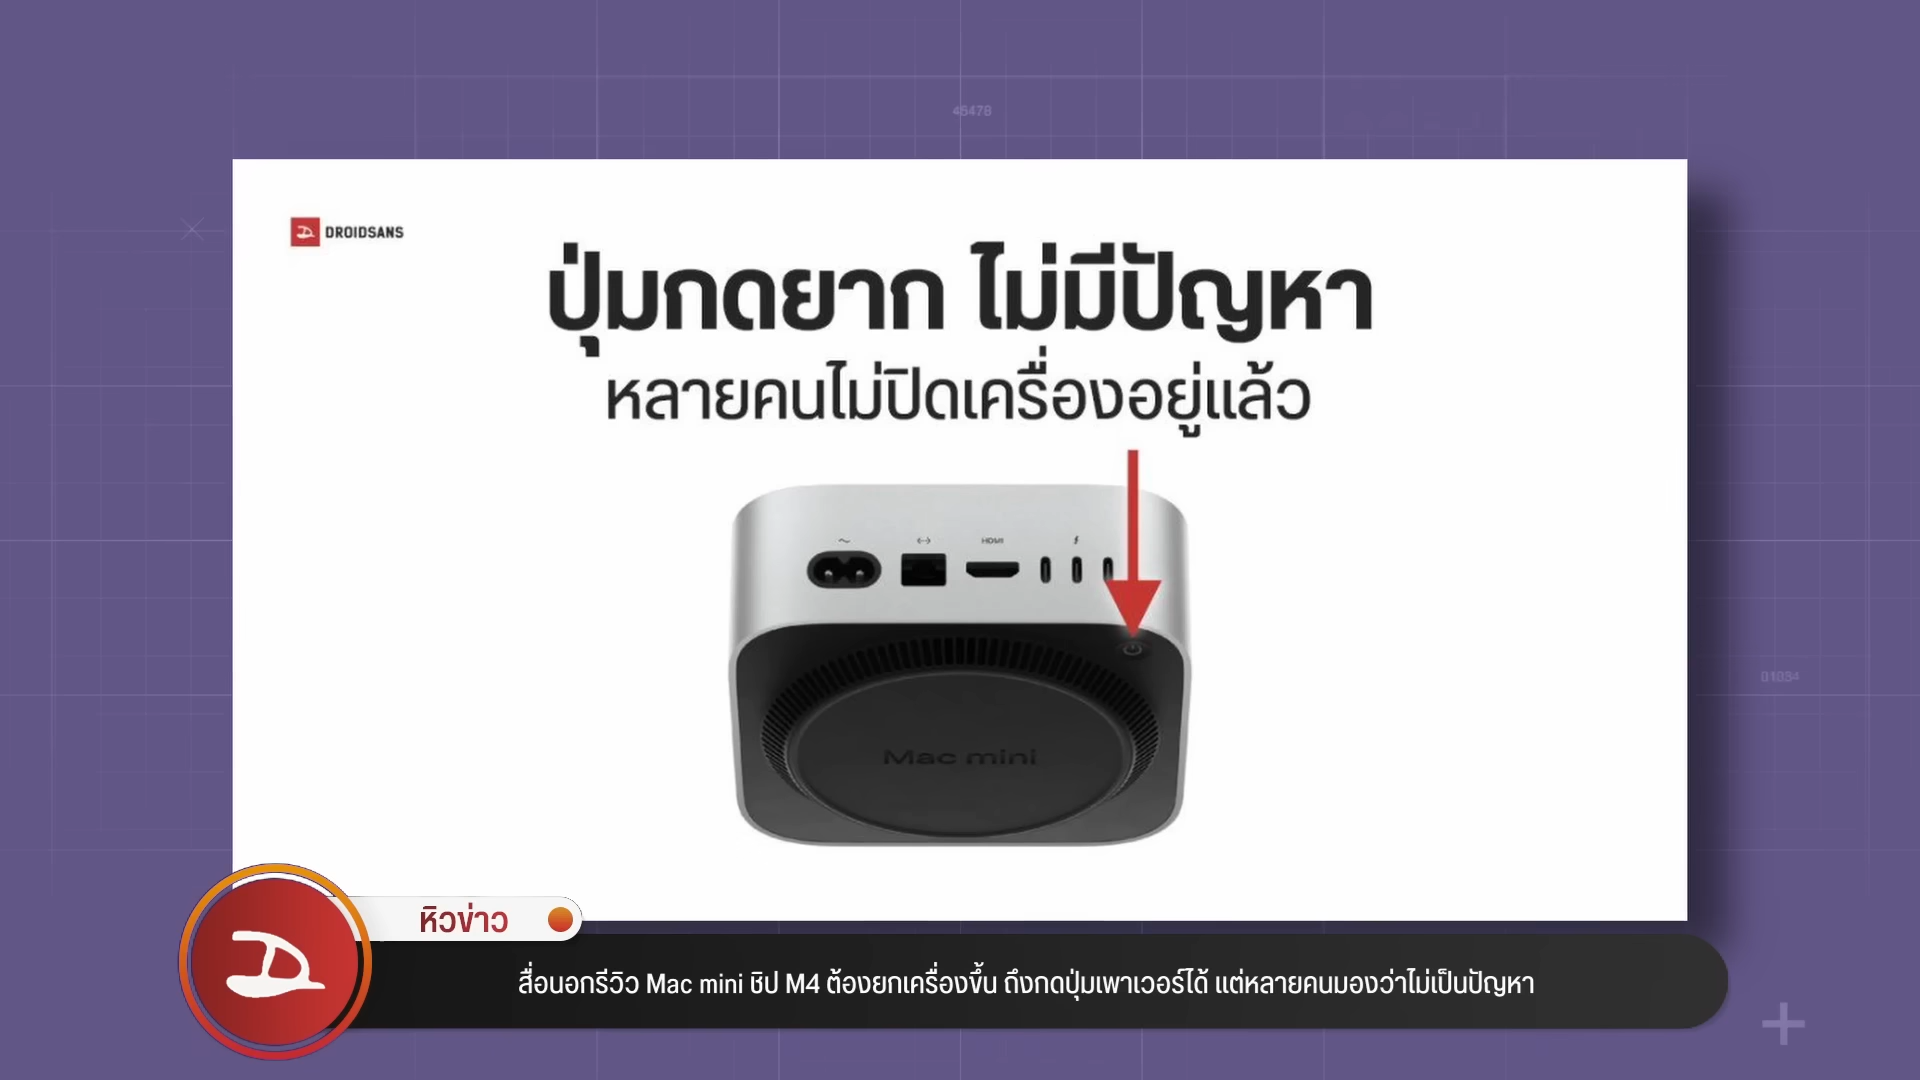 45478
DROIDSANS
ปุ่มกดยาก ไม่มีปัญหา
หลายคนไม่ปิดเครื่องอยู่แล้ว
HDMI
Mac mini
01034
หิวข่าว
สื่อนอกรีวิว Mac mini ชิป M4 ต้องยกเครื่องขึ้น ถึงกดปุ่มเพาเวอร์ได้ แต่หลายคนมองว่าไม่เป็นปัญหา